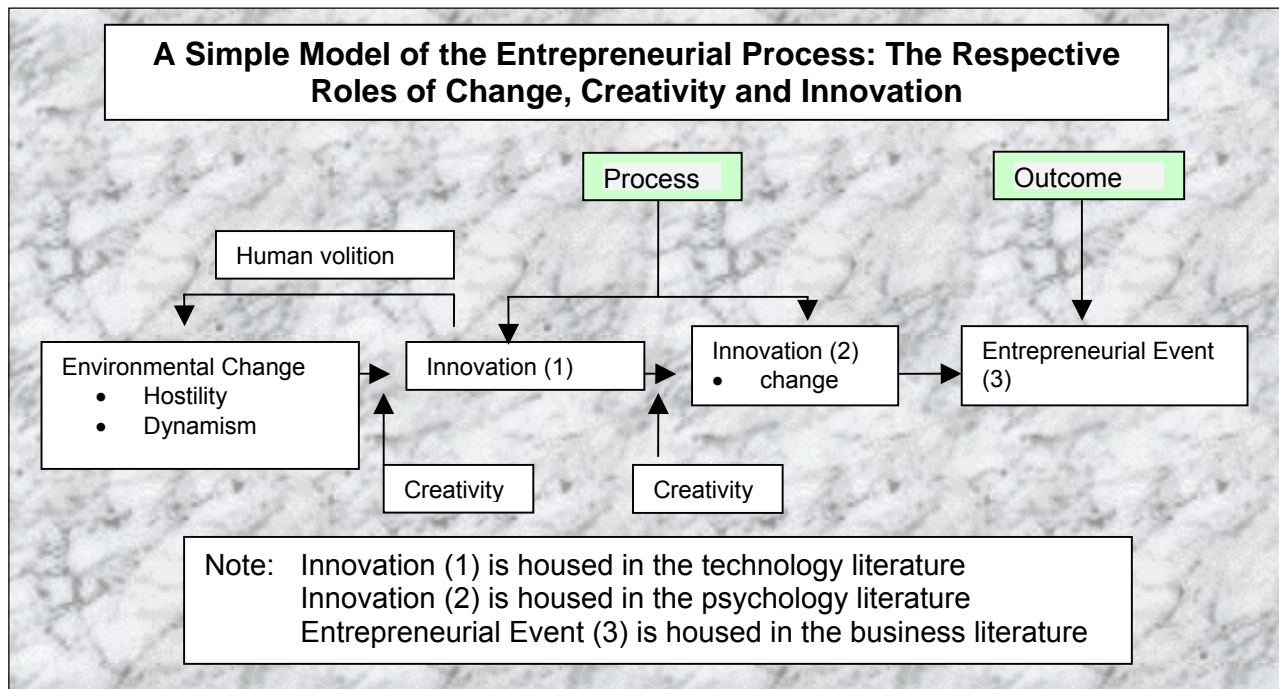 A Simple Model of the Entrepreneurial Process: The Respective
Roles of Change, Creativity and Innovation
Process
Outcome
Human volition
Environmental Change
• Hostility
• Dynamism
Innovation (1)
Innovation (2)
• change
Entrepreneurial Event
(3)
Creativity
Creativity
Note: Innovation (1) is housed in the technology literature
Innovation (2) is housed in the psychology literature
Entrepreneurial Event (3) is housed in the business literature